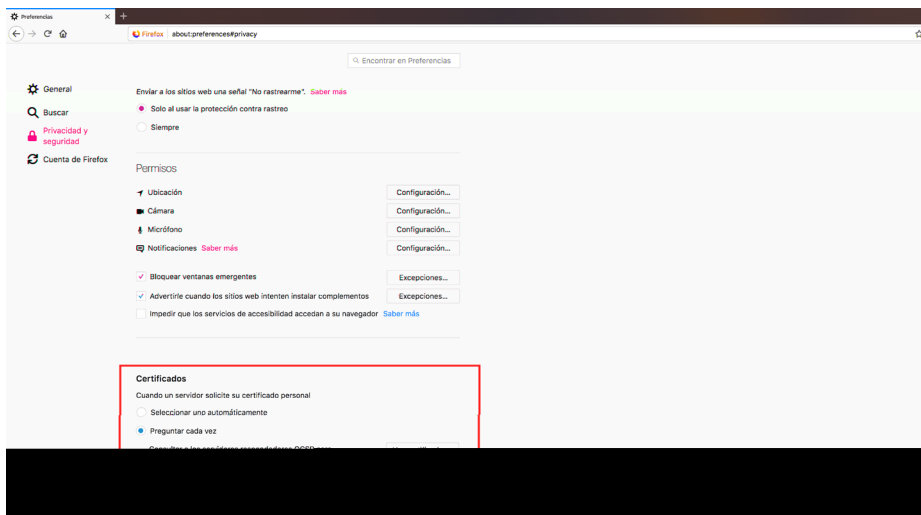 Preferencias
Firefox about:preferences#privacy
Encontrar en Preferencias
General
Buscar
Privacidad y
seguridad
Cuenta de Firefox
Enviar a los sitios web una señal "No rastrearme". Saber más
Solo al usar la protección contra rastreo
Siempre
Permisos
Ubicación Configuración...
Cámara Configuración...
Micrófono Configuración...
Notificaciones Saber más Configuración...
Bloquear ventanas emergentes Excepciones...
Advertirle cuando los sitios web intenten instalar complementos Excepciones...
Impedir que los servicios de accesibilidad accedan a su navegador Saber más
Certificados
Cuando un servidor solicite su certificado personal
Seleccionar uno automáticamente
Preguntar cada vez